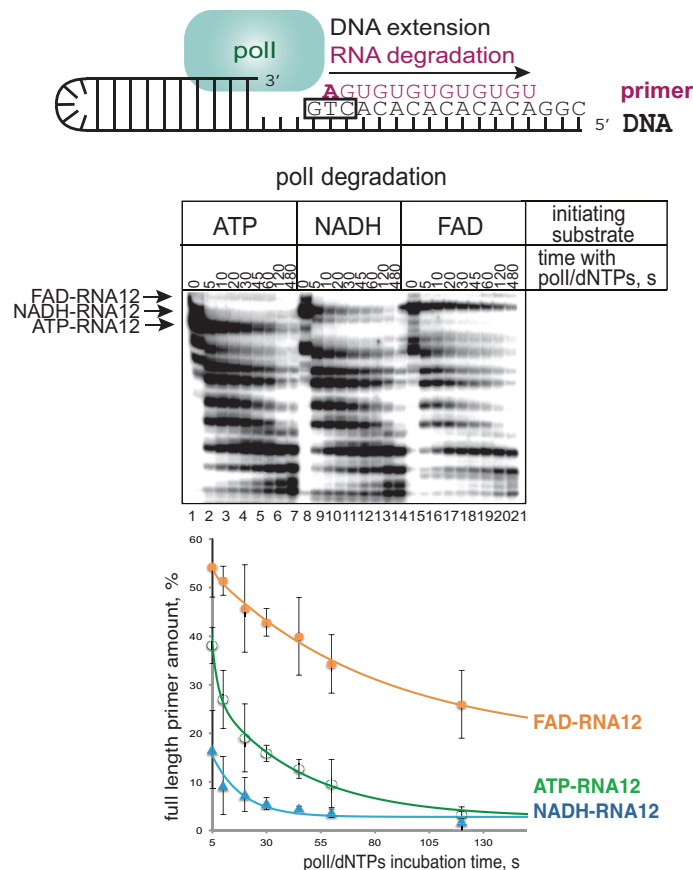 polI
DNA extension
RNA degradation
3’
AGUGUGUGUGUGU
primer
GTCACACACACACAGGC
5’ DNA
polI degradation
ATP NADH FAD initiating substrate
0 5 10 20 30 45 60 120 480 0 5 10 20 30 45 60 120 480 0 5 10 20 30 45 60 120 480 time with polI/dNTPs, s
FAD-RNA12
NADH-RNA12
ATP-RNA12
1 2 3 4 5 6 7 8 9 10 11 12 13 14 15 16 17 18 19 20 21
full length primer amount, %
60
50
40
30
20
10
0
FAD-RNA12
ATP-RNA12
NADH-RNA12
5 30 55 80 105 130
polI/dNTPs incubation time, s